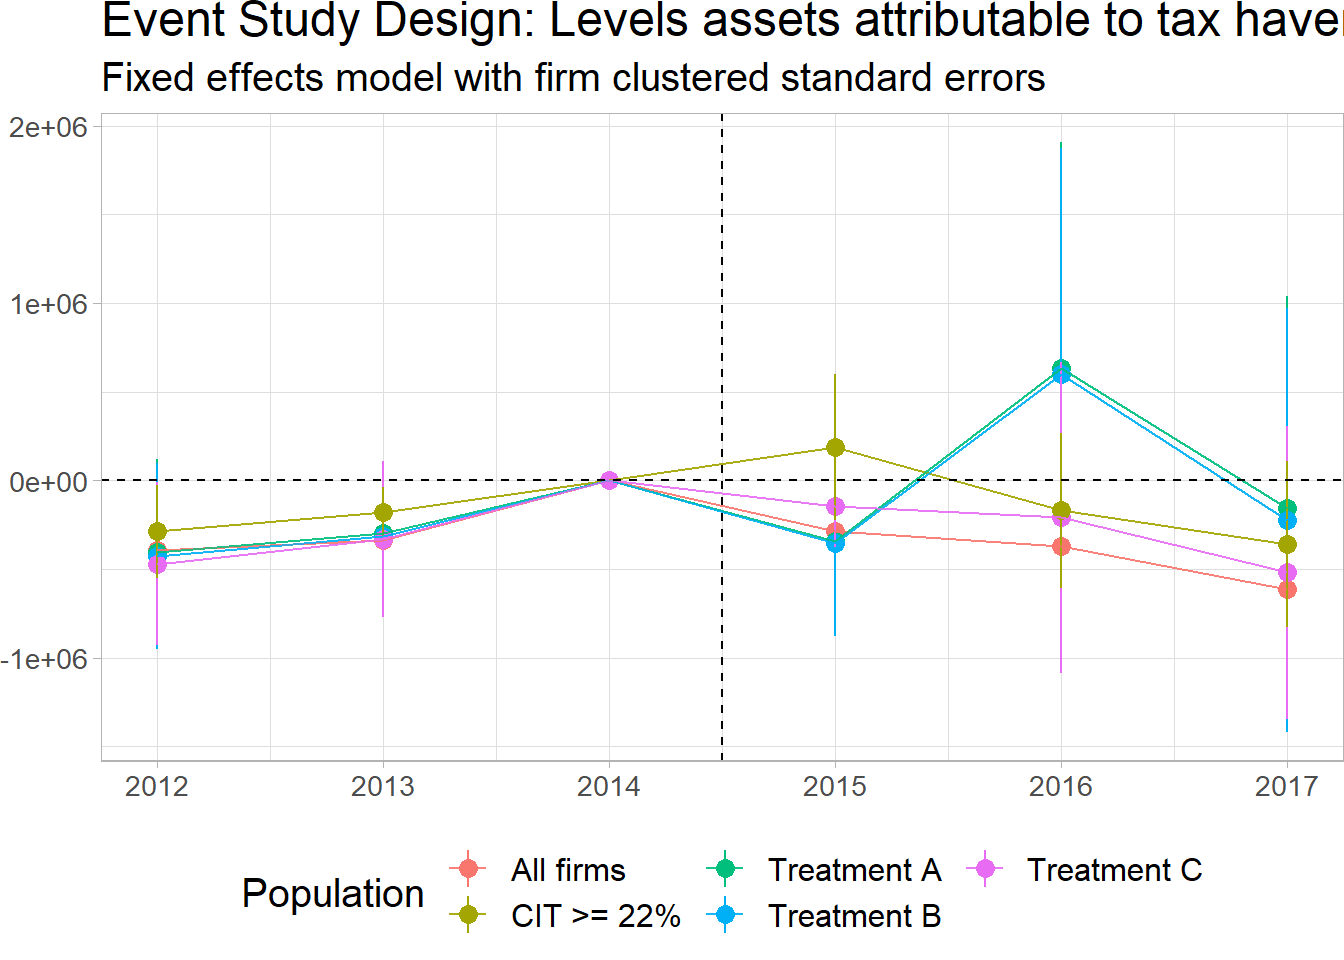 Event Study Design: Levels assets attributable to tax haven
Fixed effects model with firm clustered standard errors
2e+06
1e+06
0e+00
-1e+06
2012 2013 2014 2015 2016 2017
Population
All firms Treatment A Treatment C
CIT >= 22% Treatment B